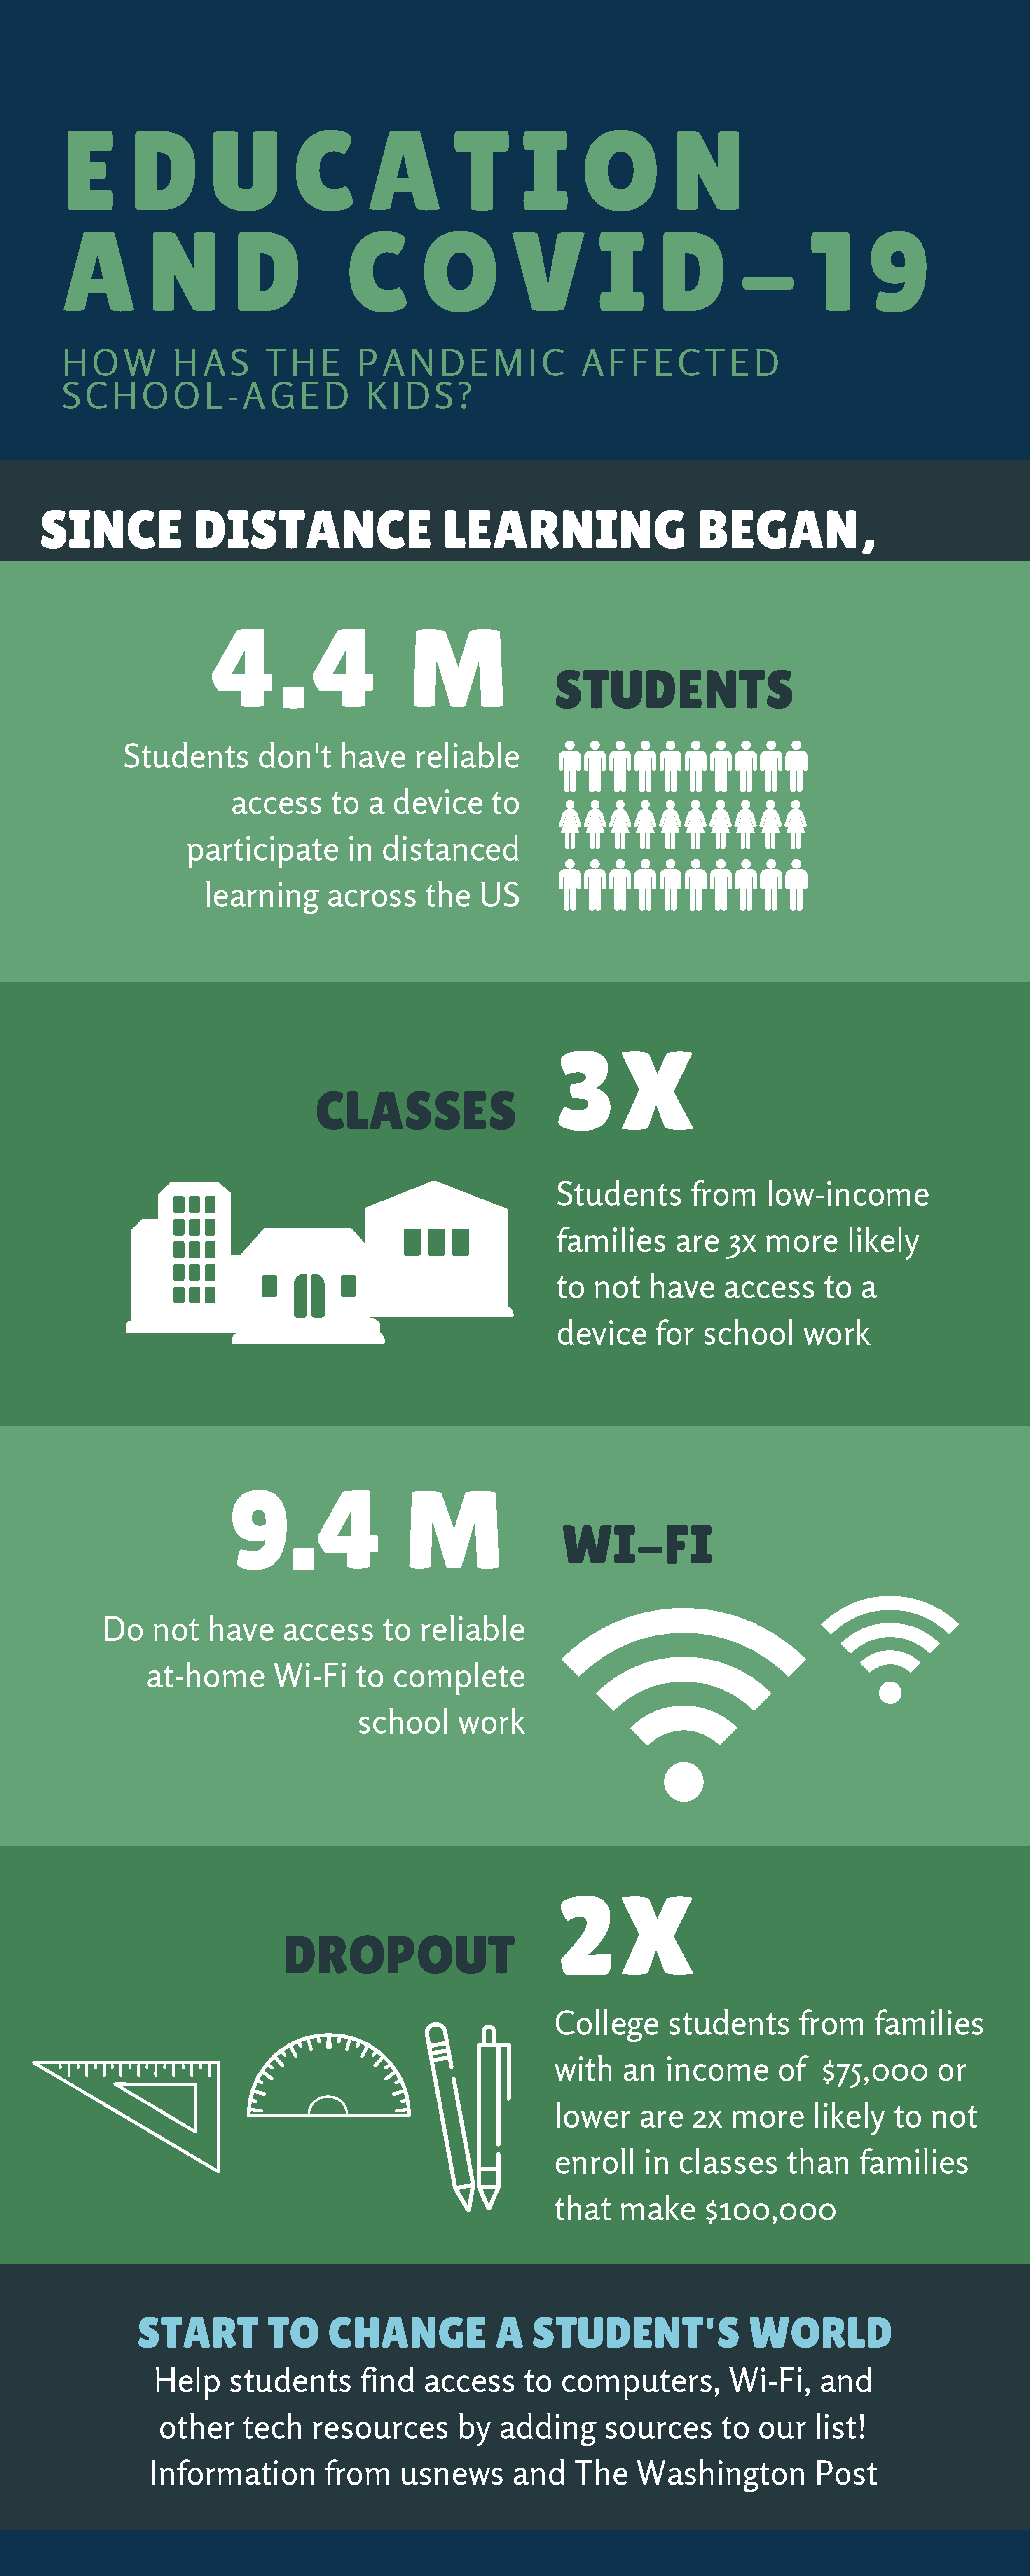 EDUCATION
AND COVID-19
HOW HAS THE PANDEMIC AFFECTED
SCHOOL-AGED KIDS?
SINCE DISTANCE LEARNING BEGAN,
4.4 M
STUDENTS
Students don't have reliable
access to a device to
participate in distanced
learning across the US
CLASSES
3X
Students from low-income
families are 3x more likely
to not have access to a
device for school work
9.4 M
WI-FI
Do not have access to reliable
at-home Wi-Fi to complete
school work
DROPOUT
2X
College students from families
with an income of $75,000 or
lower are 2x more likely to not
enroll in classes than families
that make $100,000
START TO CHANGE A STUDENT'S WORLD
Help students find access to computers, Wi-Fi, and
other tech resources by adding sources to our list!
Information from usnews and The Washington Post